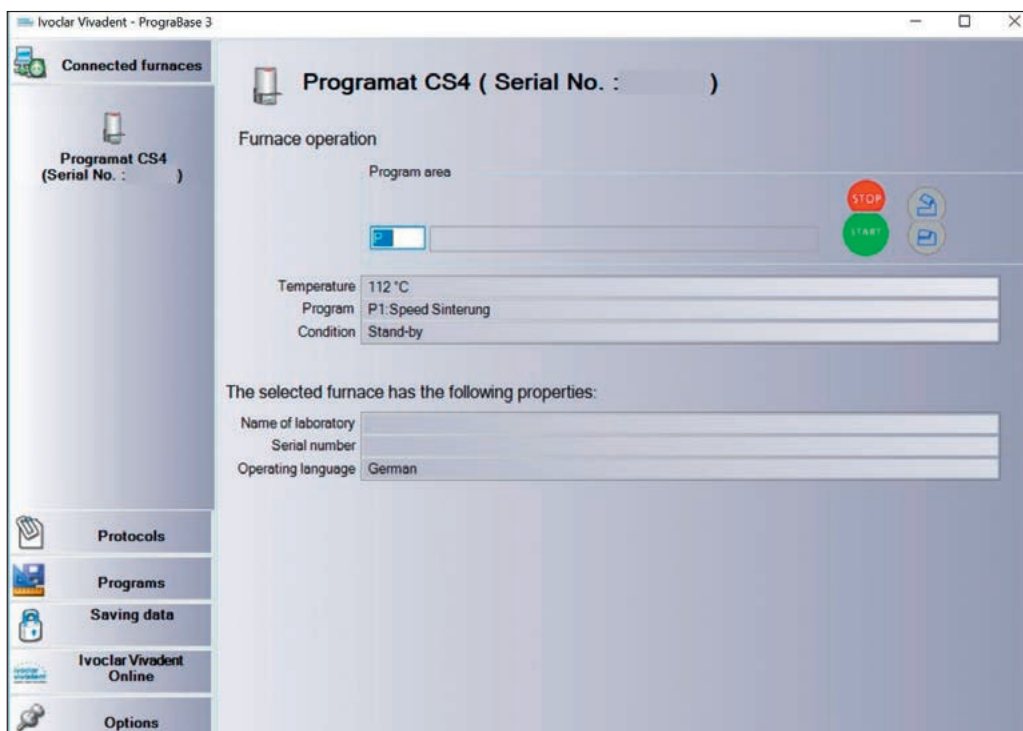 Ivoclar Vivadent - PrograBase 3
Connected furnaces
Programat CS4
(Serial No. : )
Protocols
Programs
Saving data
Ivoclar Vivadent
Online
Options
Programat CS4 ( Serial No. : )
Furnace operation
Program area
P
STOP
START
Temperature 112 °C
Program P1:Speed Sinterung
Condition Stand-by
The selected furnace has the following properties:
Name of laboratory
Serial number
Operating language German